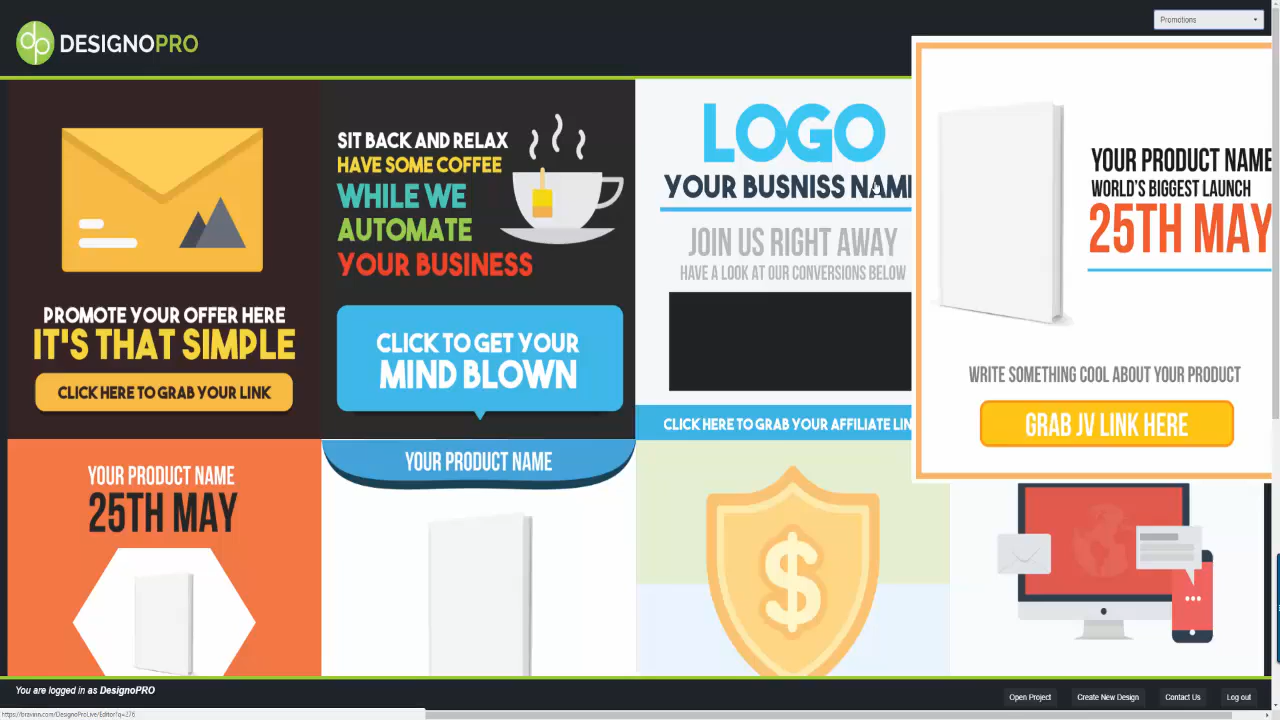 Promotions
dp DESIGNOPRO
PROMOTE YOUR OFFER HERE
IT'S THAT SIMPLE
CLICK HERE TO GRAB YOUR LINK
SIT BACK AND RELAX
HAVE SOME COFFEE
WHILE WE
AUTOMATE
YOUR BUSINESS
CLICK TO GET YOUR
MIND BLOWN
LOGO
YOUR BUSNISS NAM
JOIN US RIGHT AWAY
HAVE A LOOK AT OUR CONVERSIONS BELOW
CLICK HERE TO GRAB YOUR AFFILIATE LIN
YOUR PRODUCT NAME
WORLD'S BIGGEST LAUNCH
25TH MAY
WRITE SOMETHING COOL ABOUT YOUR PRODUCT
GRAB JV LINK HERE
YOUR PRODUCT NAME
25TH MAY
YOUR PRODUCT NAME
$
You are logged in as DesignoPRO
Open Project
Create New Design
Contact Us
Log out